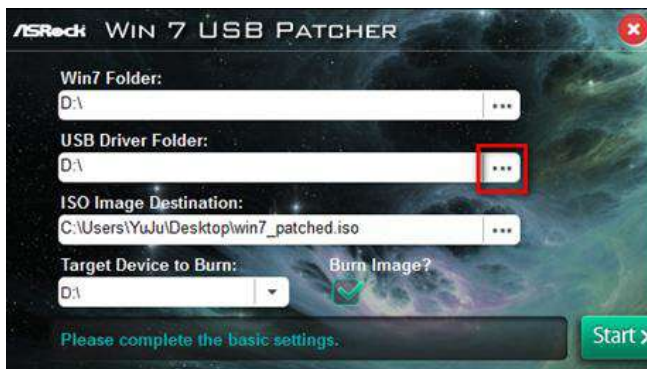 ASRock WIN 7 USB PATCHER
Win7 Folder:
D:\
...
USB Driver Folder:
D:\
...
ISO Image Destination:
C:\Users\YuJu\Desktop\win7_patched.iso
...
Target Device to Burn: Burn Image?
D:\
Please complete the basic settings. Start